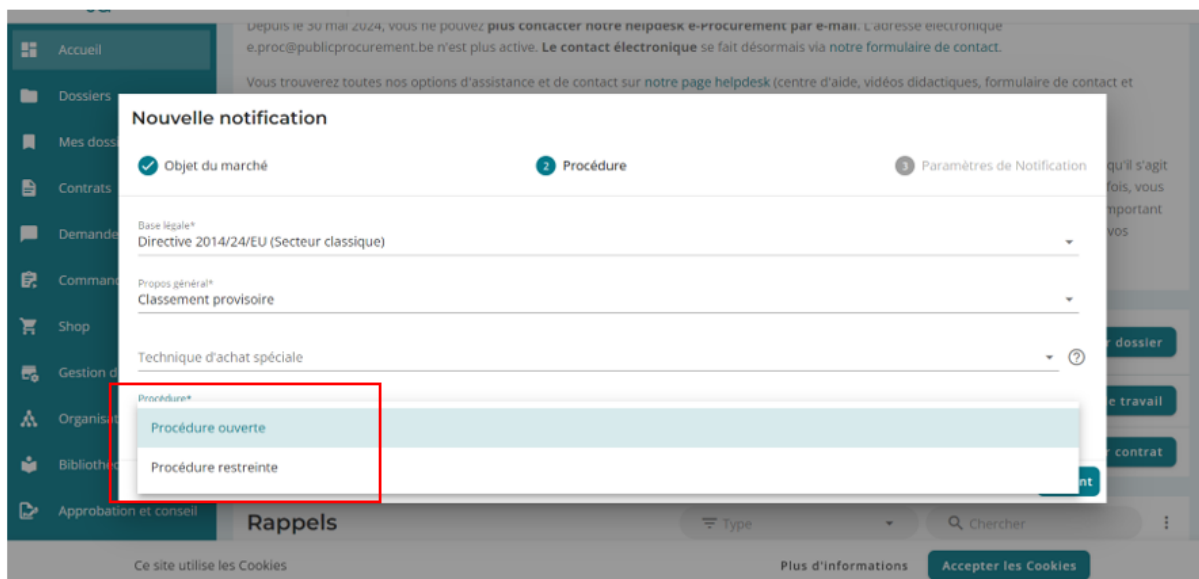 Depuis le 30 mai 2024, vous ne pouvez plus contacter notre helpdesk e-Procurement par e-mail. L'adresse électronique
e.proc@publicprocurement.be n'est plus active. Le contact électronique se fait désormais via notre formulaire de contact.
Vous trouverez toutes nos options d'assistance et de contact sur notre page helpdesk (centre d'aide, vidéos didactiques, formulaire de contact et
Accueil
Dossiers
Mes doss
Contrats
Demande
Command
Shop
Gestion d
Organisat
Biblioth
Approbation et conseil
Nouvelle notification
Objet du marché
2 Procédure
3 Paramètres de Notification
qu'il s'agit
fois, vous
mportant
vos
Base légale*
Directive 2014/24/EU (Secteur classique)
Propos général*
Classement provisoire
Technique d'achat spéciale
Procédure*
Procédure ouverte
Procédure restreinte
r dossier
e travail
r contrat
nt
Rappels
Type
Chercher
Ce site utilise les Cookies
Plus d'informations
Accepter les Cookies